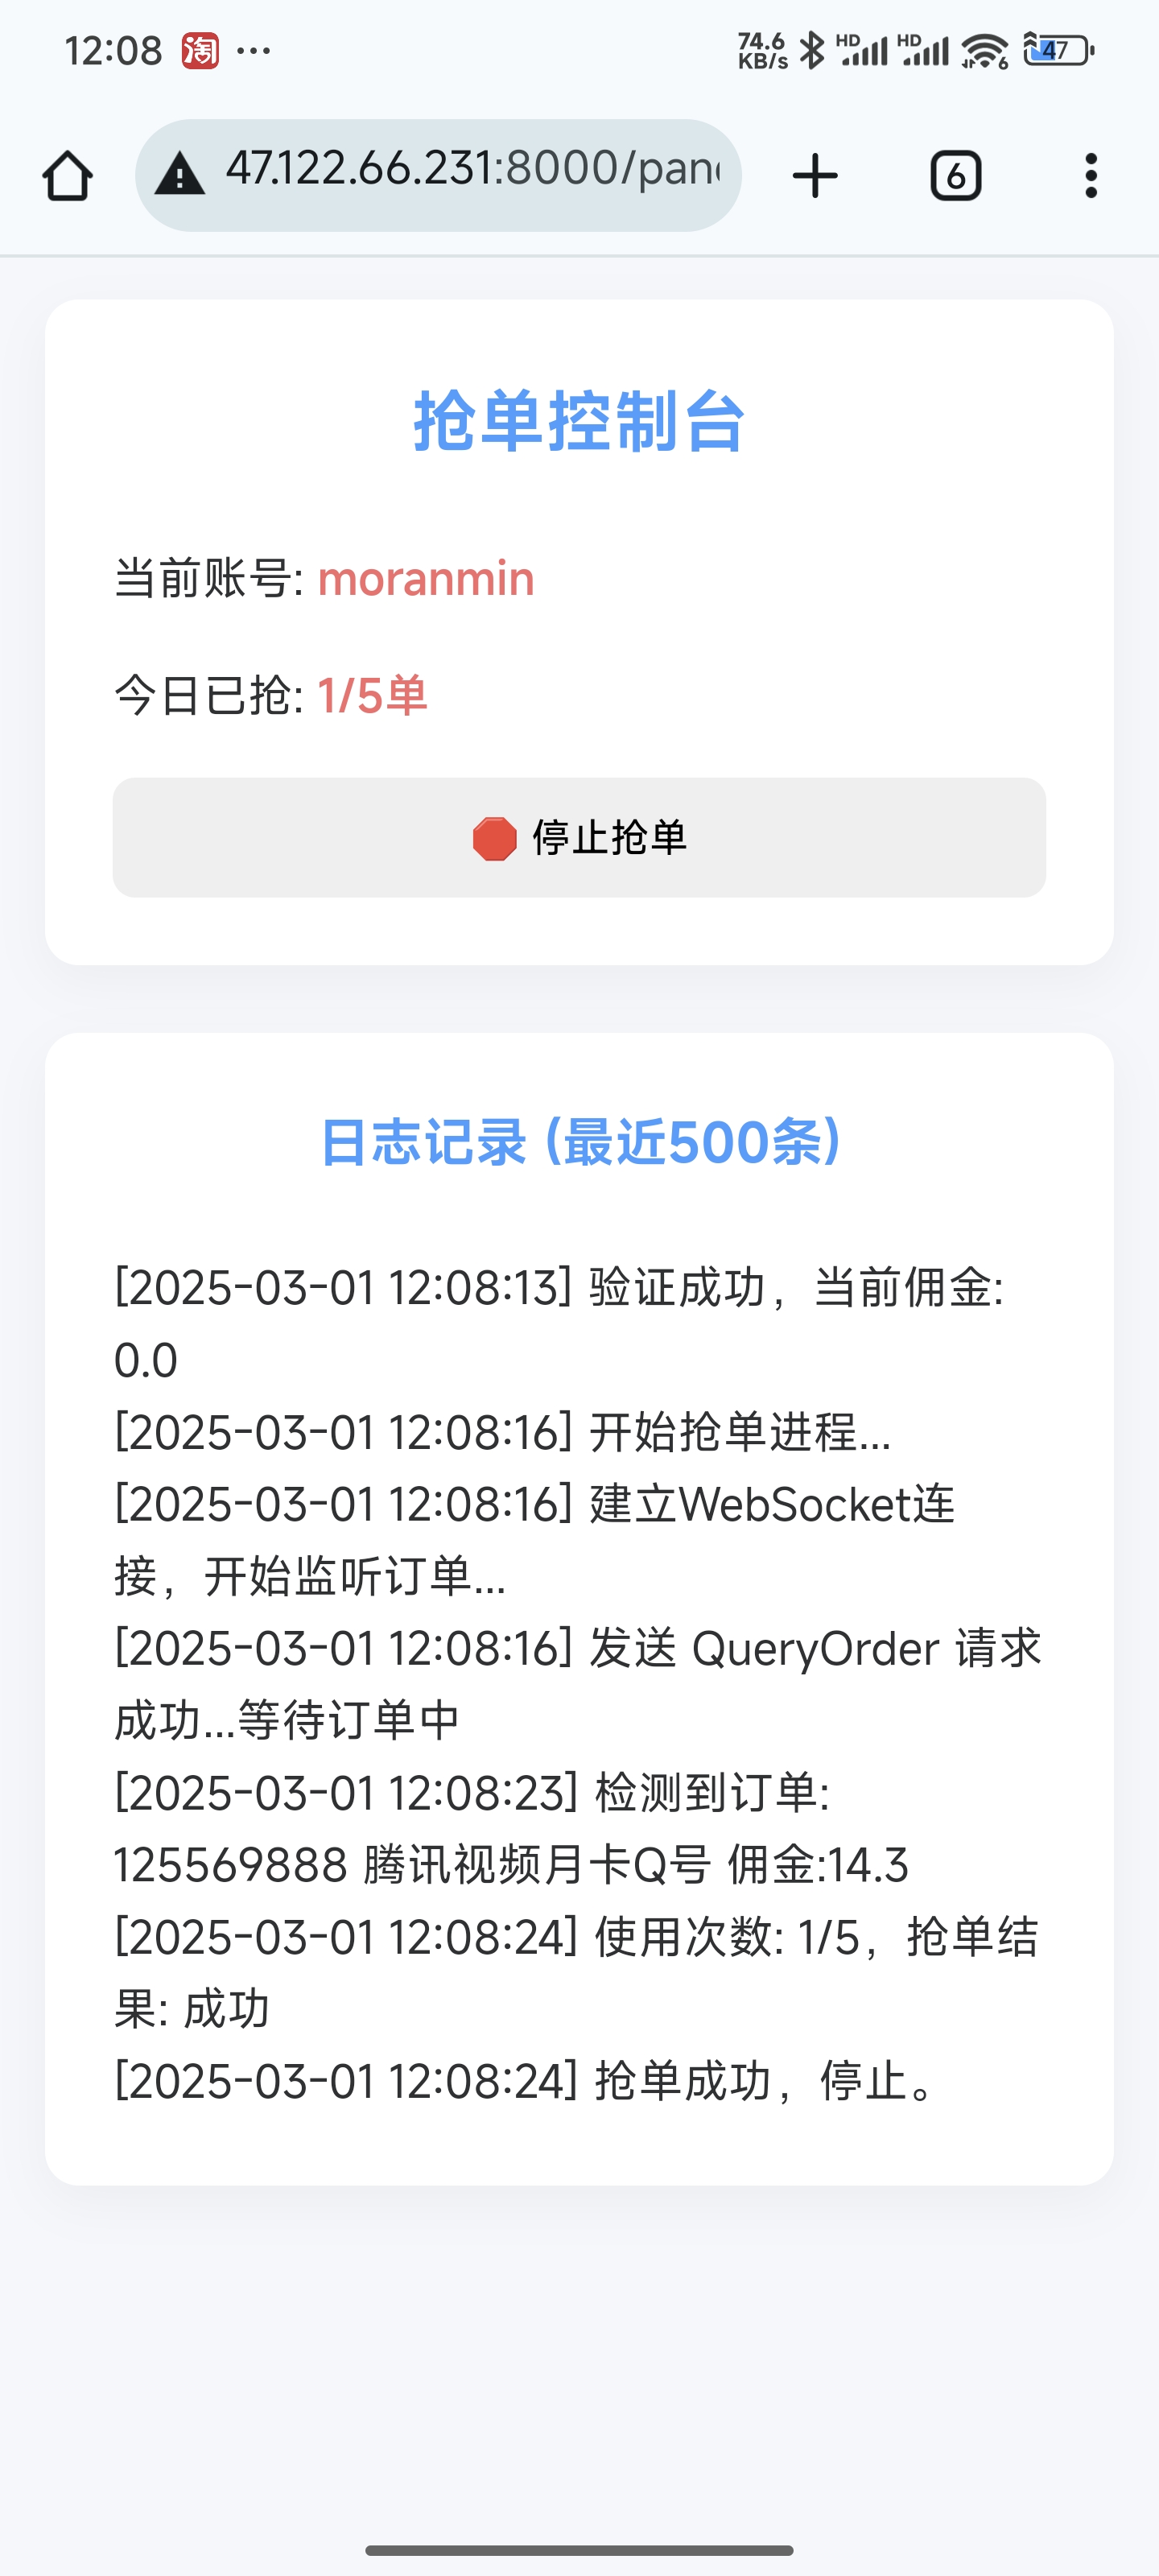 12:08 淘 ...
74.6 KB/s HD HD 6 47
47.122.66.231:8000/pan
6
抢单控制台
当前账号: moranmin
今日已抢: 1/5单
停止抢单
日志记录 (最近500条)
[2025-03-01 12:08:13] 验证成功，当前佣金:
0.0
[2025-03-01 12:08:16] 开始抢单进程...
[2025-03-01 12:08:16] 建立WebSocket连
接，开始监听订单...
[2025-03-01 12:08:16] 发送 QueryOrder 请求
成功...等待订单中
[2025-03-01 12:08:23] 检测到订单:
125569888 腾讯视频月卡Q号 佣金:14.3
[2025-03-01 12:08:24] 使用次数: 1/5，抢单结
果: 成功
[2025-03-01 12:08:24] 抢单成功，停止。